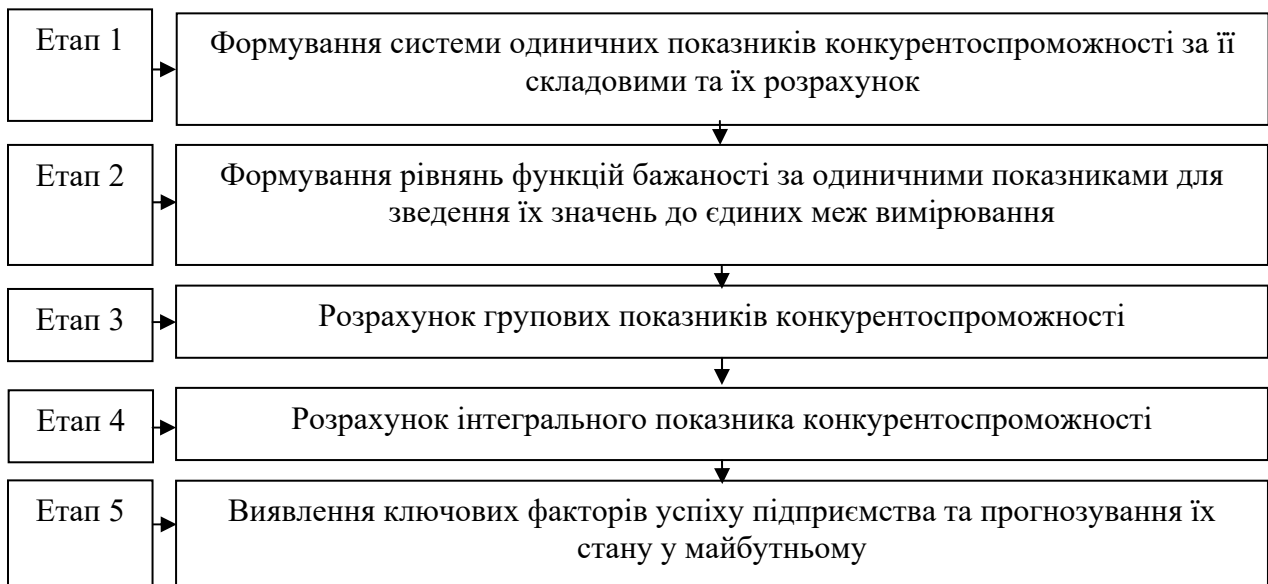 Етап 1
Формування системи одиничних показників конкурентоспроможності за її
складовими та їх розрахунок
Етап 2
Формування рівнянь функцій бажаності за одиничними показниками для
зведення їх значень до єдиних меж вимірювання
Етап 3
Розрахунок групових показників конкурентоспроможності
Етап 4
Розрахунок інтегрального показника конкурентоспроможності
Етап 5
Виявлення ключових факторів успіху підприємства та прогнозування їх
стану у майбутньому